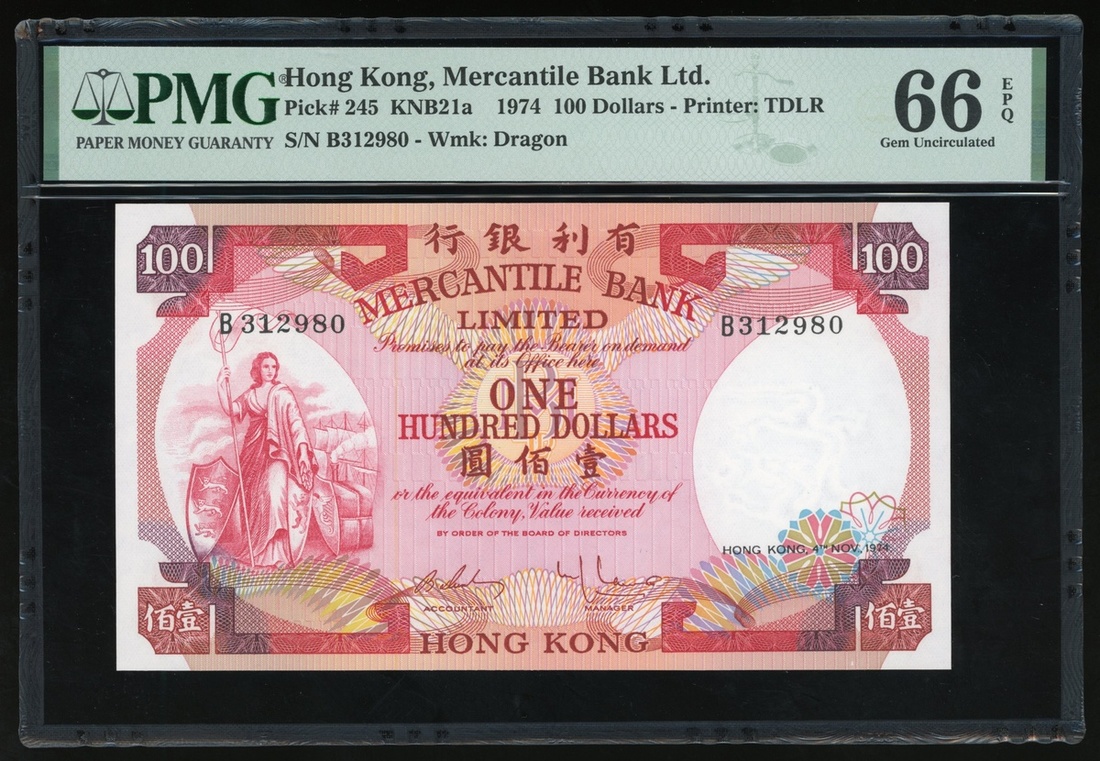 PMG®
PAPER MONEY GUARANTY
Hong Kong, Mercantile Bank Ltd.
Pick# 245 KNB21a 1974 100 Dollars - Printer: TDLR
S/N B312980 - Wmk: Dragon
66 EPQ
Gem Uncirculated
100
行銀利有
100
MERCANTILE BANK
LIMITED
B312980
B312980
Promises to pay the Bearer on demand
at its Office here
ONE
HUNDRED DOLLARS
圓佰壹
or the equivalent in the Currency of
the Colony, Value received
BY ORDER OF THE BOARD OF DIRECTORS
HONG KONG, 4TH NOV. 1974
ACCOUNTANT
MANAGER
佰壹
HONG KONG
佰壹